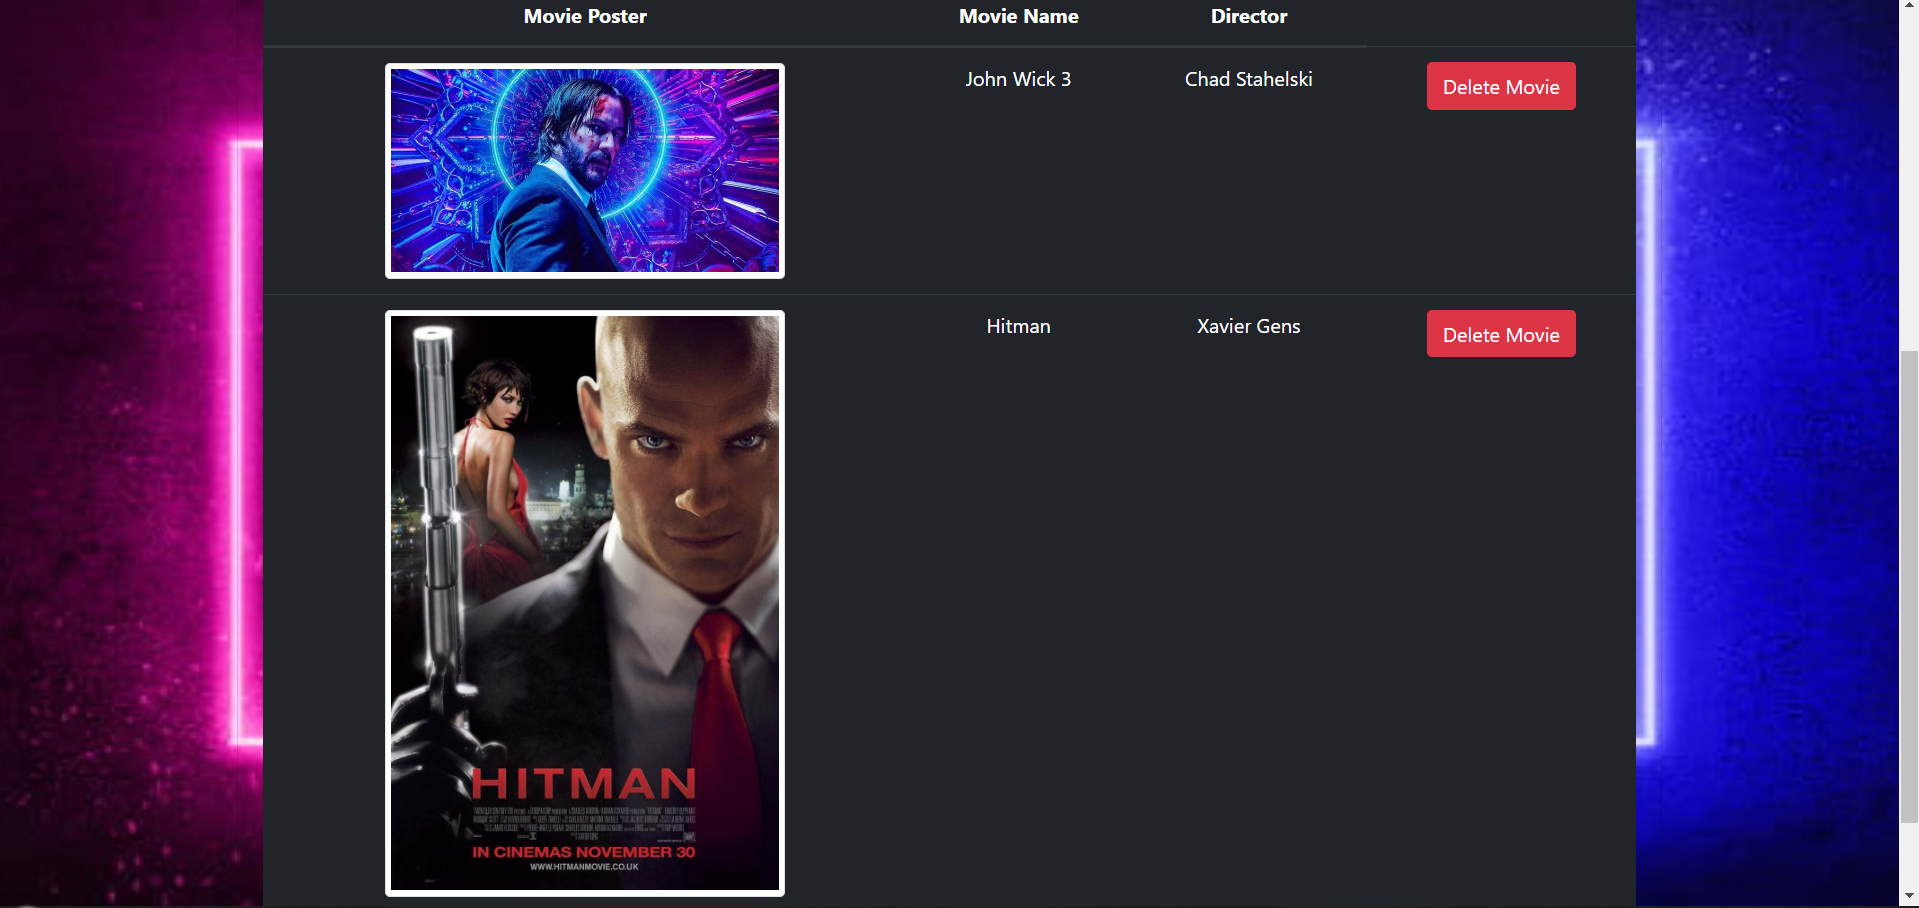 Movie Poster Movie Name Director
John Wick 3 Chad Stahelski Delete Movie
Hitman Xavier Gens Delete Movie
HITMAN
IN CINEMAS NOVEMBER 30
WWW.HITMANMOVIE.CO.UK